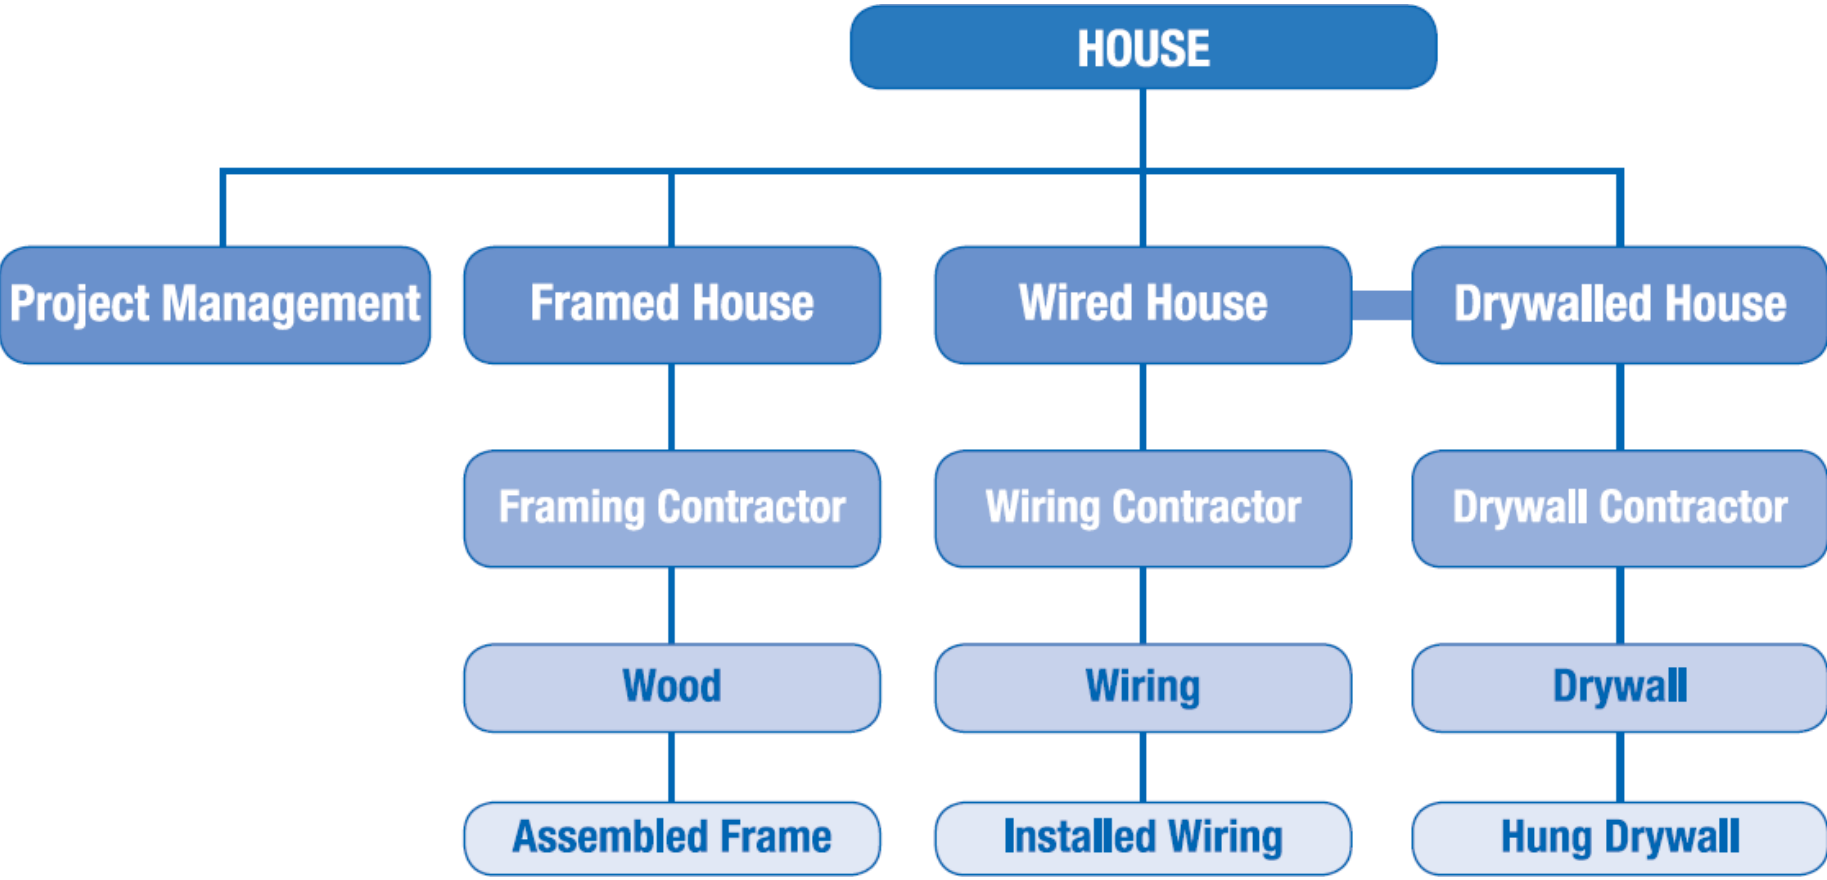 HOUSE
Project Management
Framed House
Wired House
Drywalled House
Framing Contractor
Wiring Contractor
Drywall Contractor
Wood
Wiring
Drywall
Assembled Frame
Installed Wiring
Hung Drywall